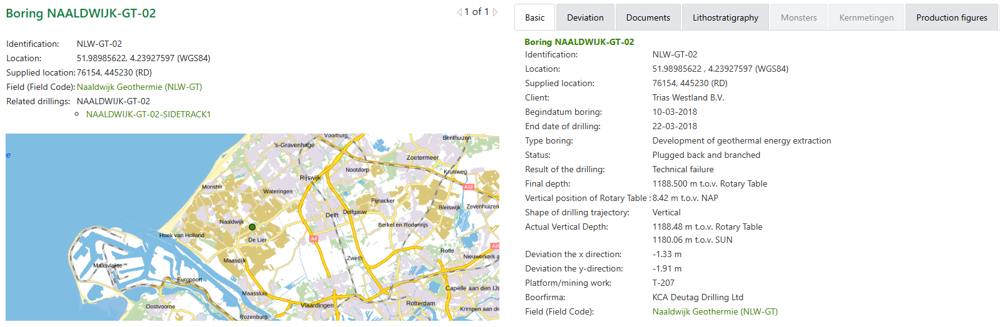 Boring NAALDWIJK-GT-02
1 of 1
Identification: NLW-GT-02
Location: 51.98985622, 4.23927597 (WGS84)
Supplied location: 76154, 445230 (RD)
Field (Field Code): Naaldwijk Geothermie (NLW-GT)
Related drillings: NAALDWIJK-GT-02
NAALDWIJK-GT-02-SIDETRACK1
Voorburg
Benthuizen
's-Gravenhage
e
Zoetermeer
Nootdorp
Kruisweg
Rijswijk
Monster
Wateringen
A12
Pijnacker
Bleiswijk
Zevenhuizen
Delft
Delfgauw
Naaldwijk
Berkel en Rodenrijs
Hoek van Holland
De Lier
A4
A20
Rotte
Nieuwerkerk a
Maasdijk
Zweth
Maasvlakte
Europoort
Maassluis
Capelle aan den IJs
Oostvoorne
Vlaardingen
Rotterdam
Krimpen aan de
Rozenburg
Basic
Deviation
Documents
Lithostratigraphy
Monsters
Kernmetingen
Production figures
Boring NAALDWIJK-GT-02
Identification: NLW-GT-02
Location: 51.98985622 , 4.23927597 (WGS84)
Supplied location: 76154, 445230 (RD)
Client: Trias Westland B.V.
Begindatum boring: 10-03-2018
End date of drilling: 22-03-2018
Type boring: Development of geothermal energy extraction
Status: Plugged back and branched
Result of the drilling: Technical failure
Final depth: 1188.500 m t.o.v. Rotary Table
Vertical position of Rotary Table : 8.42 m t.o.v. NAP
Shape of drilling trajectory: Vertical
Actual Vertical Depth: 1188.48 m t.o.v. Rotary Table
1180.06 m t.o.v. SUN
Deviation the x direction: -1.33 m
Deviation the y-direction: -1.91 m
Platform/mining work: T-207
Boorfirma: KCA Deutag Drilling Ltd
Field (Field Code): Naaldwijk Geothermie (NLW-GT)